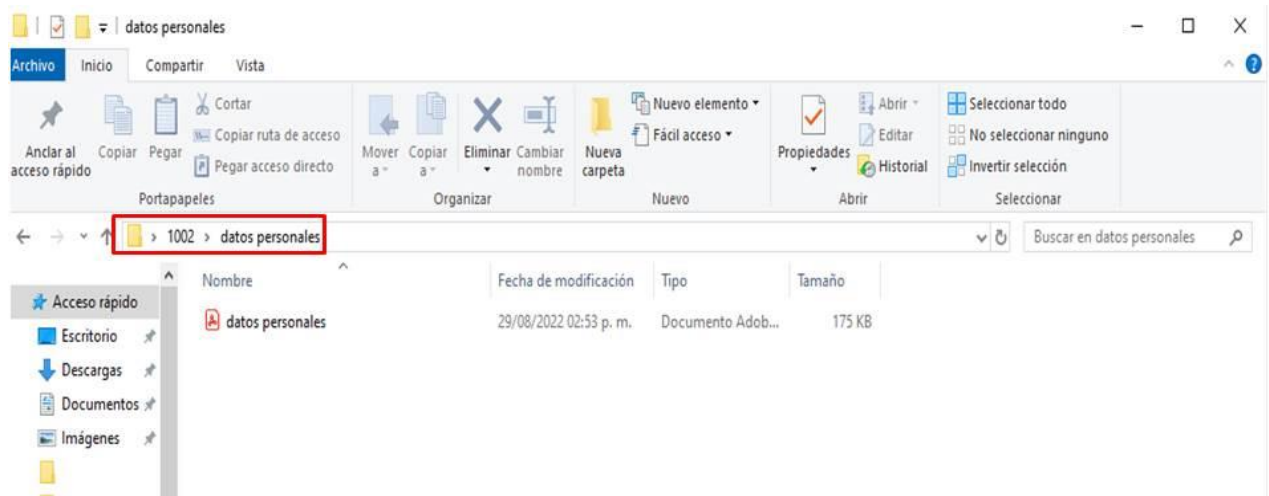 datos personales
Archivo Inicio Compartir Vista
Anclar al acceso rápido
Copiar
Pegar
Cortar
Copiar ruta de acceso
Pegar acceso directo
Portapapeles
Mover a
Copiar a
Eliminar
Cambiar nombre
Organizar
Nueva carpeta
Nuevo elemento
Fácil acceso
Nuevo
Propiedades
Abrir
Editar
Historial
Abrir
Seleccionar todo
No seleccionar ninguno
Invertir selección
Seleccionar
1002 > datos personales
Buscar en datos personales
Nombre Fecha de modificación Tipo Tamaño
datos personales 29/08/2022 02:53 p. m. Documento Adob... 175 KB
Acceso rápido
Escritorio
Descargas
Documentos
Imágenes